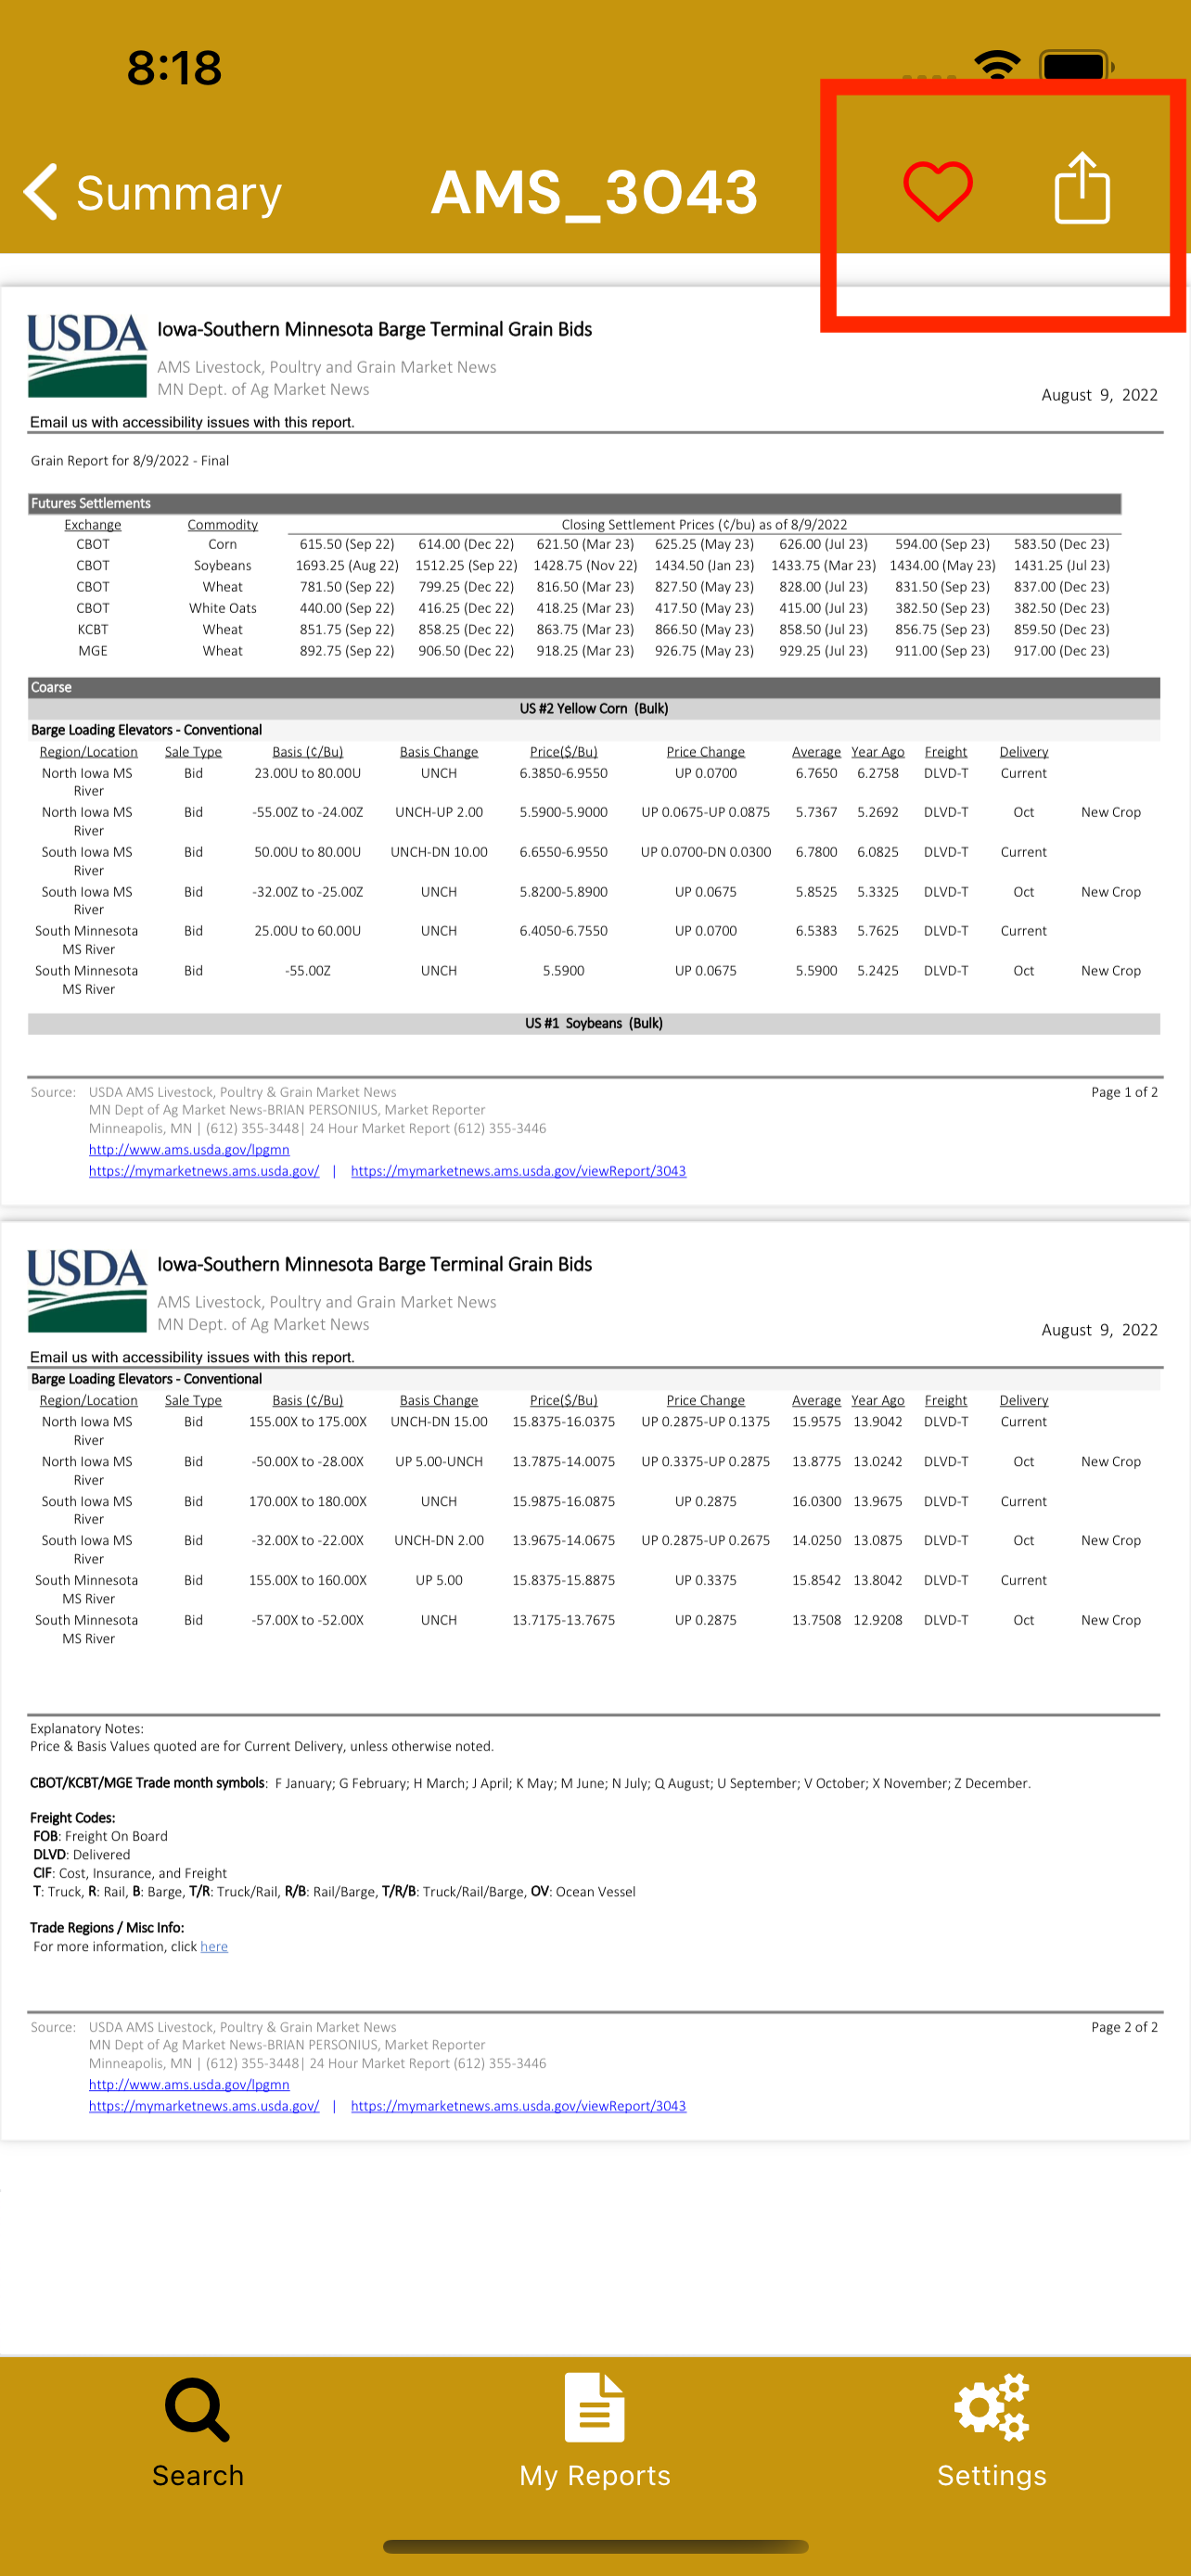 8:18
Summary
AMS_3043
USDA
Iowa-Southern Minnesota Barge Terminal Grain Bids
AMS Livestock, Poultry and Grain Market News
MN Dept. of Ag Market News
August 9, 2022
Email us with accessibility issues with this report.
Grain Report for 8/9/2022 - Final
Futures Settlements
Exchange Commodity Closing Settlement Prices (¢/bu) as of 8/9/2022
CBOT Corn 615.50 (Sep 22) 614.00 (Dec 22) 621.50 (Mar 23) 625.25 (May 23) 626.00 (Jul 23) 594.00 (Sep 23) 583.50 (Dec 23)
CBOT Soybeans 1693.25 (Aug 22) 1512.25 (Sep 22) 1428.75 (Nov 22) 1434.50 (Jan 23) 1433.75 (Mar 23) 1434.00 (May 23) 1431.25 (Jul 23)
CBOT Wheat 781.50 (Sep 22) 799.25 (Dec 22) 816.50 (Mar 23) 827.50 (May 23) 828.00 (Jul 23) 831.50 (Sep 23) 837.00 (Dec 23)
CBOT White Oats 440.00 (Sep 22) 416.25 (Dec 22) 418.25 (Mar 23) 417.50 (May 23) 415.00 (Jul 23) 382.50 (Sep 23) 382.50 (Dec 23)
KCBT Wheat 851.75 (Sep 22) 858.25 (Dec 22) 863.75 (Mar 23) 866.50 (May 23) 858.50 (Jul 23) 856.75 (Sep 23) 859.50 (Dec 23)
MGE Wheat 892.75 (Sep 22) 906.50 (Dec 22) 918.25 (Mar 23) 926.75 (May 23) 929.25 (Jul 23) 911.00 (Sep 23) 917.00 (Dec 23)
Coarse
US #2 Yellow Corn (Bulk)
Barge Loading Elevators - Conventional
Region/Location Sale Type Basis (¢/Bu) Basis Change Price($/Bu) Price Change Average Year Ago Freight Delivery
North Iowa MS Bid 23.00U to 80.00U UNCH 6.3850-6.9550 UP 0.0700 6.7650 6.2758 DLVD-T Current
River
North Iowa MS Bid -55.00Z to -24.00Z UNCH-UP 2.00 5.5900-5.9000 UP 0.0675-UP 0.0875 5.7367 5.2692 DLVD-T Oct New Crop
River
South Iowa MS Bid 50.00U to 80.00U UNCH-DN 10.00 6.6550-6.9550 UP 0.0700-DN 0.0300 6.7800 6.0825 DLVD-T Current
River
South Iowa MS Bid -32.00Z to -25.00Z UNCH 5.8200-5.8900 UP 0.0675 5.8525 5.3325 DLVD-T Oct New Crop
River
South Minnesota Bid 25.00U to 60.00U UNCH 6.4050-6.7550 UP 0.0700 6.5383 5.7625 DLVD-T Current
MS River
South Minnesota Bid -55.00Z UNCH 5.5900 UP 0.0675 5.5900 5.2425 DLVD-T Oct New Crop
MS River
US #1 Soybeans (Bulk)
Source: USDA AMS Livestock, Poultry & Grain Market News Page 1 of 2
MN Dept of Ag Market News-BRIAN PERSONIUS, Market Reporter
Minneapolis, MN | (612) 355-3448| 24 Hour Market Report (612) 355-3446
http://www.ams.usda.gov/lpgmn
https://mymarketnews.ams.usda.gov/ | https://mymarketnews.ams.usda.gov/viewReport/3043
USDA
Iowa-Southern Minnesota Barge Terminal Grain Bids
AMS Livestock, Poultry and Grain Market News
MN Dept. of Ag Market News
August 9, 2022
Email us with accessibility issues with this report.
Barge Loading Elevators - Conventional
Region/Location Sale Type Basis (¢/Bu) Basis Change Price($/Bu) Price Change Average Year Ago Freight Delivery
North Iowa MS Bid 155.00X to 175.00X UNCH-DN 15.00 15.8375-16.0375 UP 0.2875-UP 0.1375 15.9575 13.9042 DLVD-T Current
River
North Iowa MS Bid -50.00X to -28.00X UP 5.00-UNCH 13.7875-14.0075 UP 0.3375-UP 0.2875 13.8775 13.0242 DLVD-T Oct New Crop
River
South Iowa MS Bid 170.00X to 180.00X UNCH 15.9875-16.0875 UP 0.2875 16.0300 13.9675 DLVD-T Current
River
South Iowa MS Bid -32.00X to -22.00X UNCH-DN 2.00 13.9675-14.0675 UP 0.2875-UP 0.2675 14.0250 13.0875 DLVD-T Oct New Crop
River
South Minnesota Bid 155.00X to 160.00X UP 5.00 15.8375-15.8875 UP 0.3375 15.8542 13.8042 DLVD-T Current
MS River
South Minnesota Bid -57.00X to -52.00X UNCH 13.7175-13.7675 UP 0.2875 13.7508 12.9208 DLVD-T Oct New Crop
MS River
Explanatory Notes:
Price & Basis Values quoted are for Current Delivery, unless otherwise noted.
CBOT/KCBT/MGE Trade month symbols: F January; G February; H March; J April; K May; M June; N July; Q August; U September; V October; X November; Z December.
Freight Codes:
FOB: Freight On Board
DLVD: Delivered
CIF: Cost, Insurance, and Freight
T: Truck, R: Rail, B: Barge, T/R: Truck/Rail, R/B: Rail/Barge, T/R/B: Truck/Rail/Barge, OV: Ocean Vessel
Trade Regions / Misc Info:
For more information, click here
Source: USDA AMS Livestock, Poultry & Grain Market News Page 2 of 2
MN Dept of Ag Market News-BRIAN PERSONIUS, Market Reporter
Minneapolis, MN | (612) 355-3448| 24 Hour Market Report (612) 355-3446
http://www.ams.usda.gov/lpgmn
https://mymarketnews.ams.usda.gov/ | https://mymarketnews.ams.usda.gov/viewReport/3043
Search
My Reports
Settings